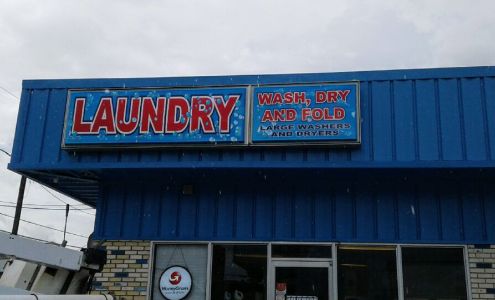 LAUNDRY
WASH, DRY
AND FOLD
LARGE WASHERS
AND DRYERS
MoneyGram